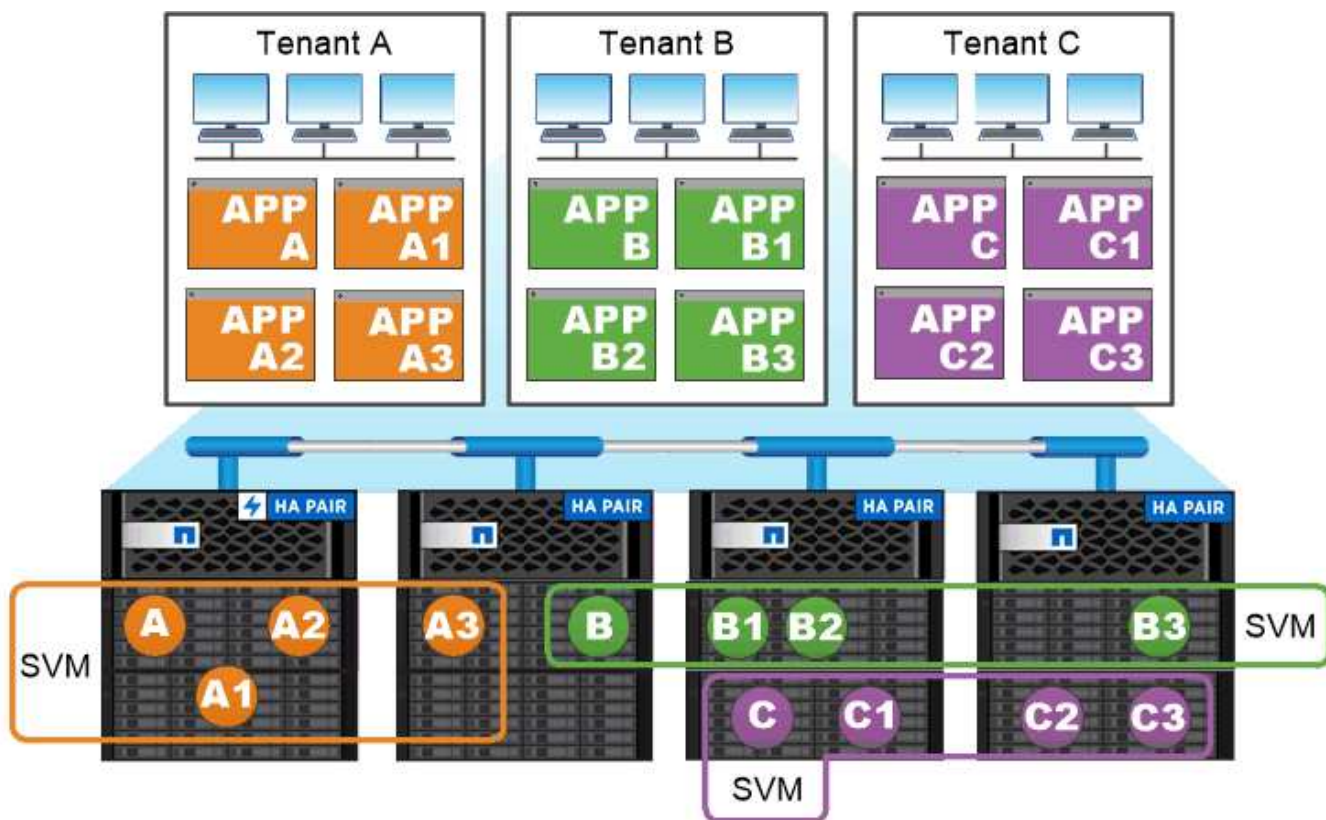 Tenant A
Tenant B
Tenant C
APP A
APP A1
APP B
APP B1
APP C
APP C1
APP A2
APP A3
APP B2
APP B3
APP C2
APP C3
HA PAIR
HA PAIR
HA PAIR
HA PAIR
SVM
A
A2
A3
B
B1
B2
B3
SVM
A1
C
C1
C2
C3
SVM